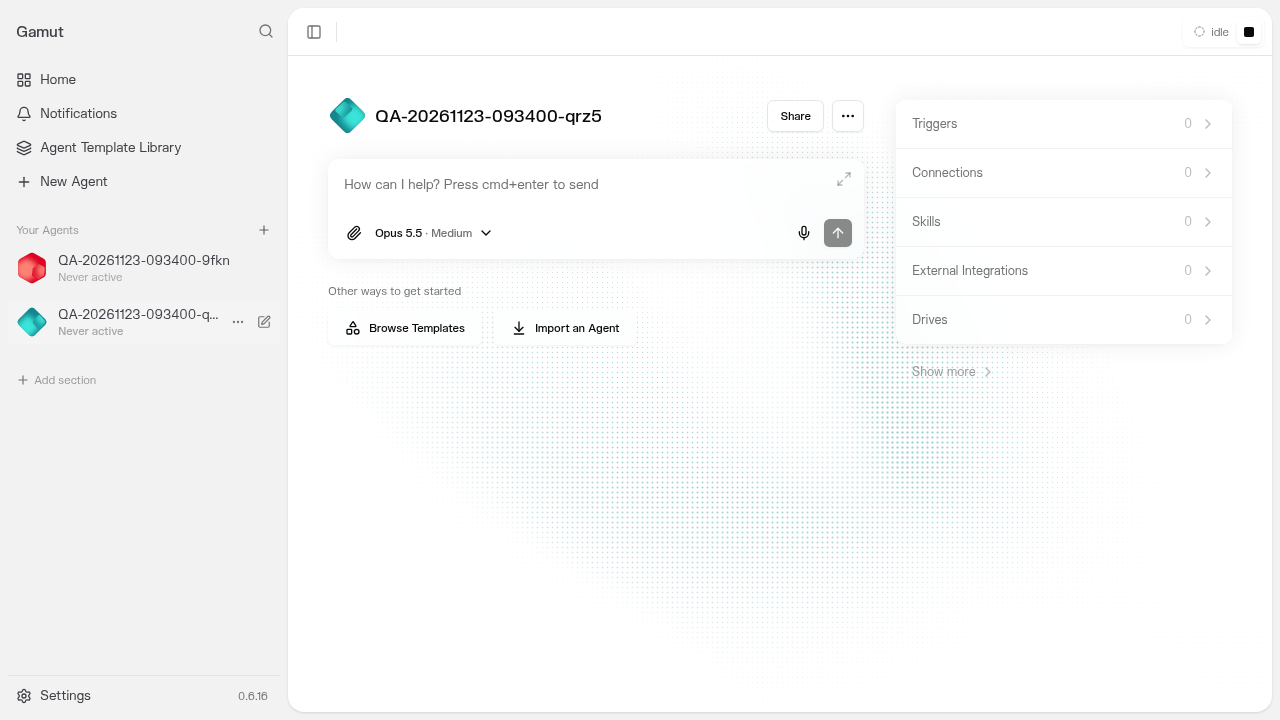 Gamut
Home
Notifications
Agent Template Library
New Agent
Your Agents
QA-20261123-093400-9fkn
Never active
QA-20261123-093400-q...
Never active
Add section
Settings
0.6.16
idle
QA-20261123-093400-qrz5
Share
How can I help? Press cmd+enter to send
Opus 5.5 · Medium
Other ways to get started
Browse Templates
Import an Agent
Triggers 0
Connections 0
Skills 0
External Integrations 0
Drives 0
Show more